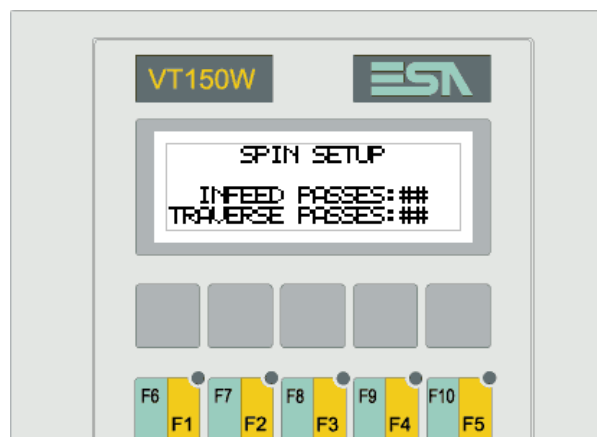 VT150W ESA
SPIN SETUP
INFEED PASSES:##
TRAVERSE PASSES:##
F6 F7 F8 F9 F10
F1 F2 F3 F4 F5